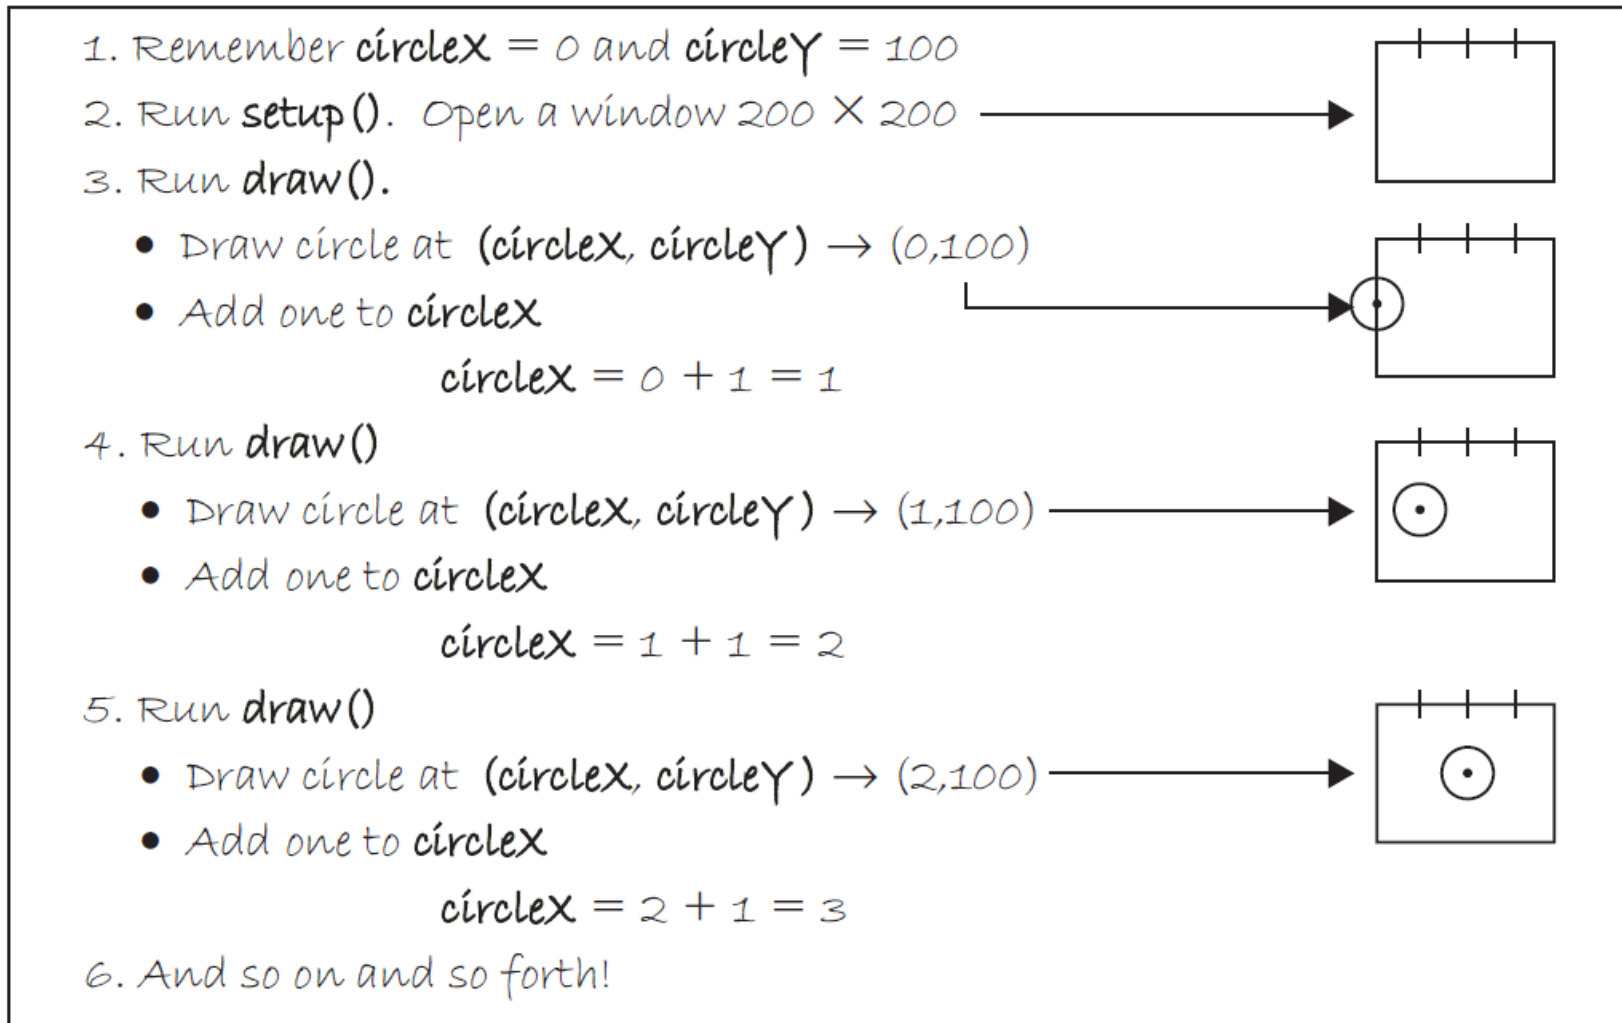 1. Remember circleX = 0 and circleY = 100
2. Run setup(). Open a window 200 × 200
3. Run draw().
• Draw circle at (circleX, circleY) → (0,100)
• Add one to circleX
circleX = 0 + 1 = 1
4. Run draw()
• Draw circle at (circleX, circleY) → (1,100)
• Add one to circleX
circleX = 1 + 1 = 2
5. Run draw()
• Draw circle at (circleX, circleY) → (2,100)
• Add one to circleX
circleX = 2 + 1 = 3
6. And so on and so forth!